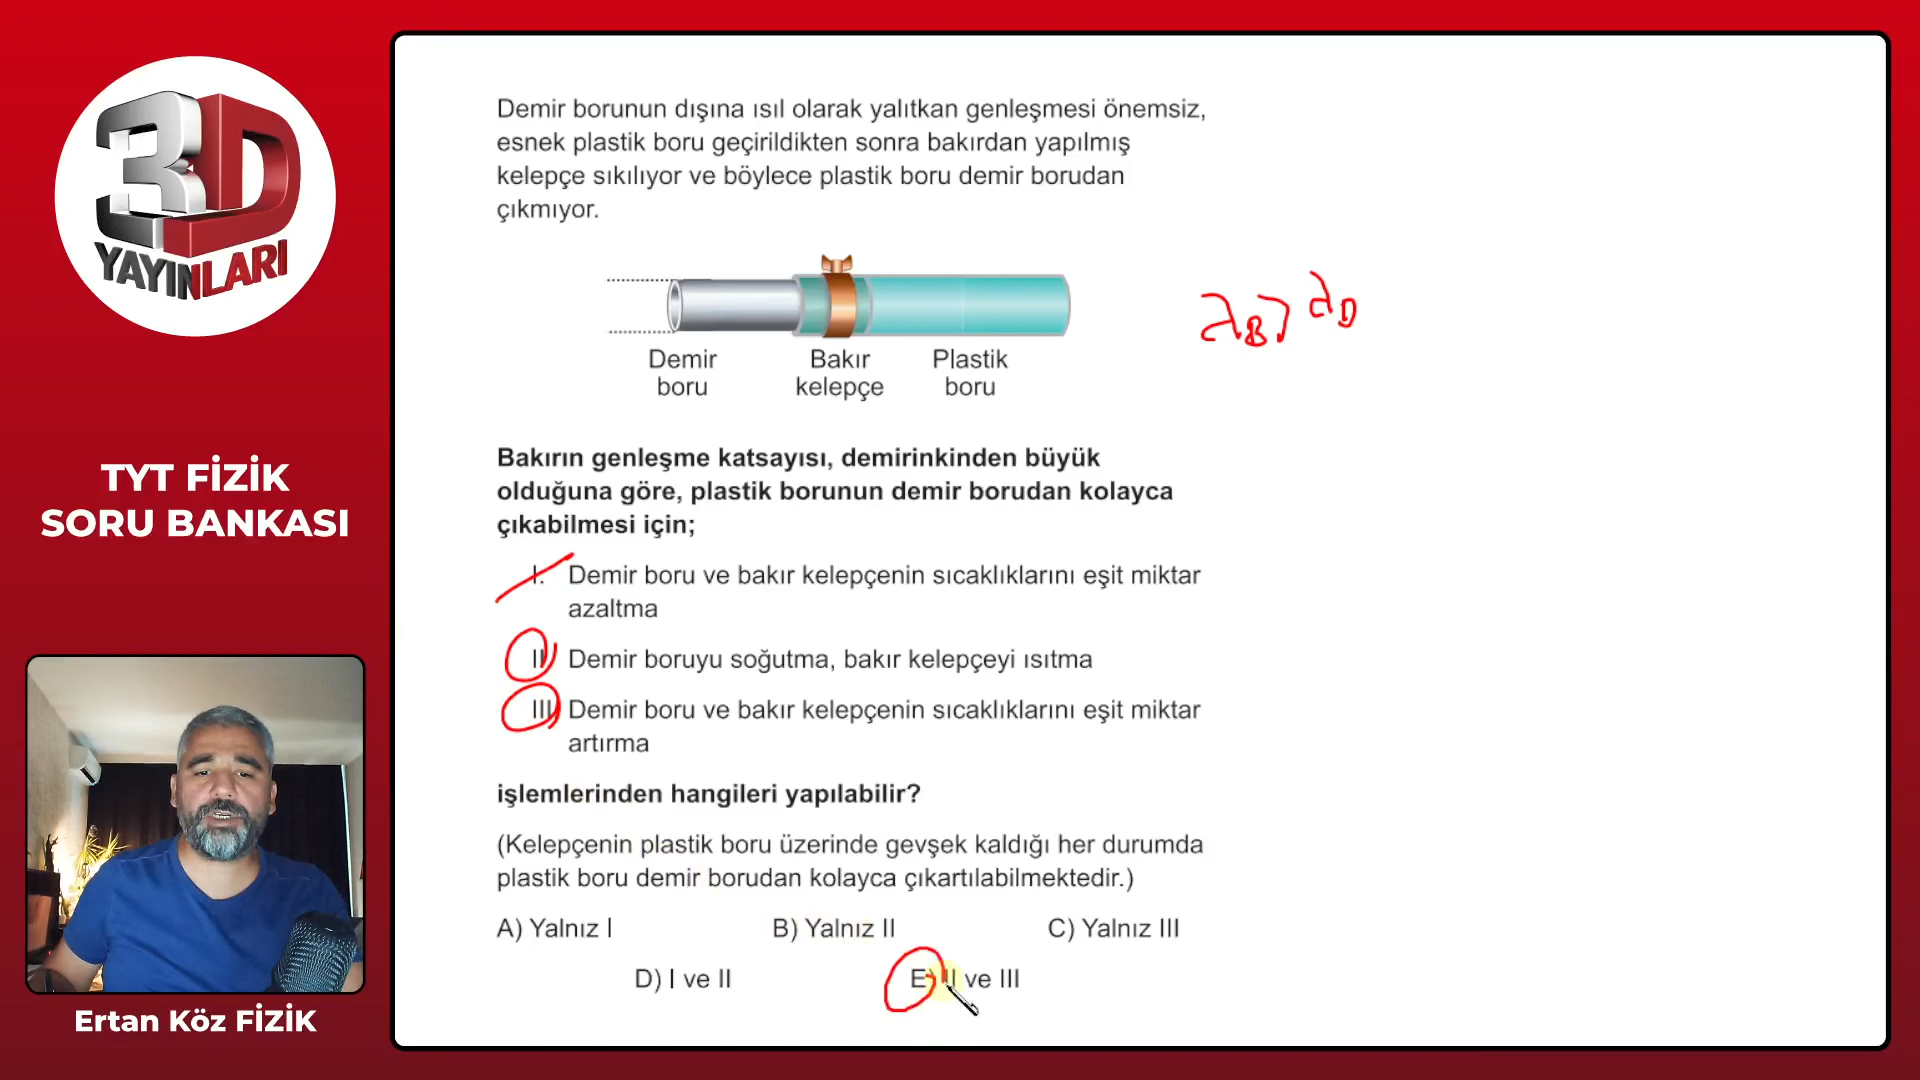 3D
YAYINLARI
TYT FİZİK
SORU BANKASI
Ertan Köz FİZİK
Demir borunun dışına ısıl olarak yalıtkan genleşmesi önemsiz,
esnek plastik boru geçirildikten sonra bakırdan yapılmış
kelepçe sıkılıyor ve böylece plastik boru demir borudan
çıkmıyor.
Demir boru
Bakır kelepçe
Plastik boru
λB > λD
Bakırın genleşme katsayısı, demirinkinden büyük
olduğuna göre, plastik borunun demir borudan kolayca
çıkabilmesi için;
I. Demir boru ve bakır kelepçenin sıcaklıklarını eşit miktar
azaltma
II. Demir boruyu soğutma, bakır kelepçeyi ısıtma
III. Demir boru ve bakır kelepçenin sıcaklıklarını eşit miktar
artırma
işlemlerinden hangileri yapılabilir?
(Kelepçenin plastik boru üzerinde gevşek kaldığı her durumda
plastik boru demir borudan kolayca çıkartılabilmektedir.)
A) Yalnız I B) Yalnız II C) Yalnız III
D) I ve II E) II ve III